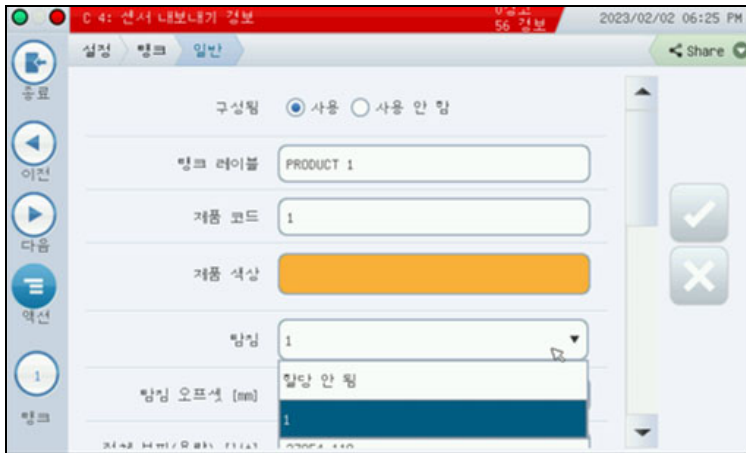 C 4: 센서 내보내기 경보
56 경보
2023/02/02 06:25 PM
설정
탱크
일반
Share
종료
구성됨
사용
사용 안 함
이전
탱크 레이블
PRODUCT 1
다음
제품 코드
1
제품 색상
액션
탐침
1
할당 안 됨
1
탱크
탐침 오프셋 [mm]
1